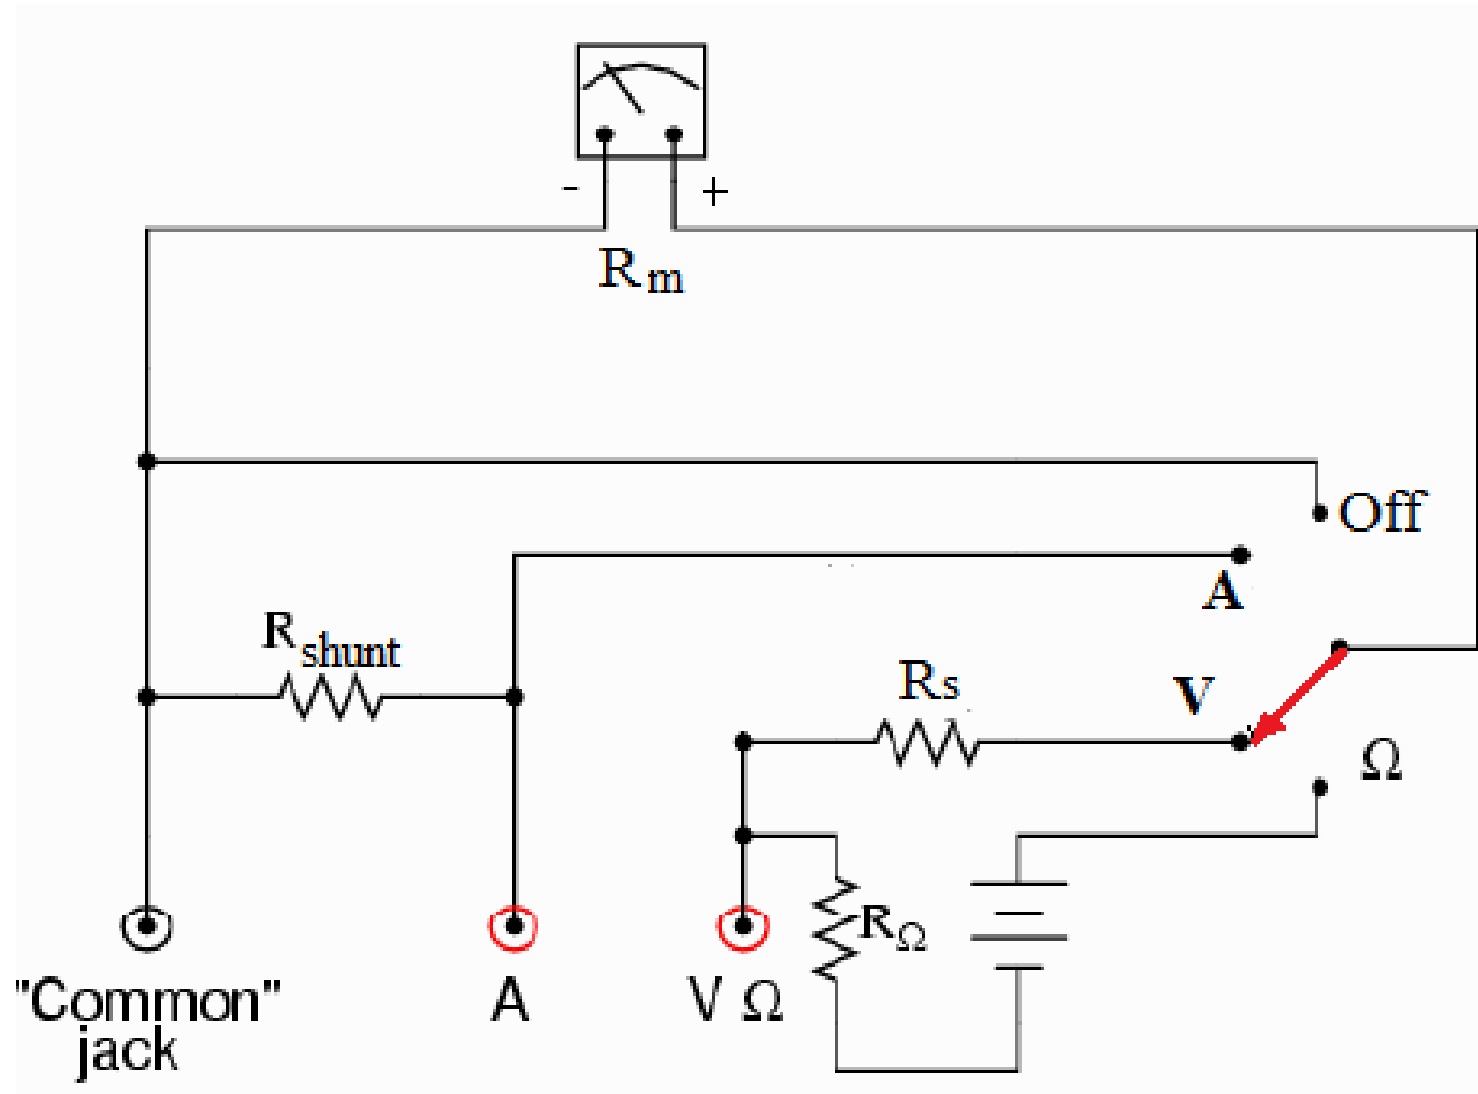 - +
Rm
Off
A
Rshunt
Rs
V
Ω
RΩ
"Common"
jack
A
V Ω